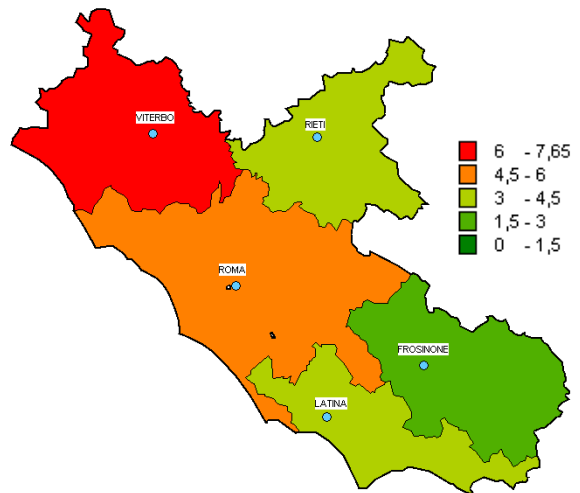 VITERBO
RIETI
6 - 7,65
4,5 - 6
3 - 4,5
1,5 - 3
0 - 1,5
ROMA
FROSINONE
LATINA